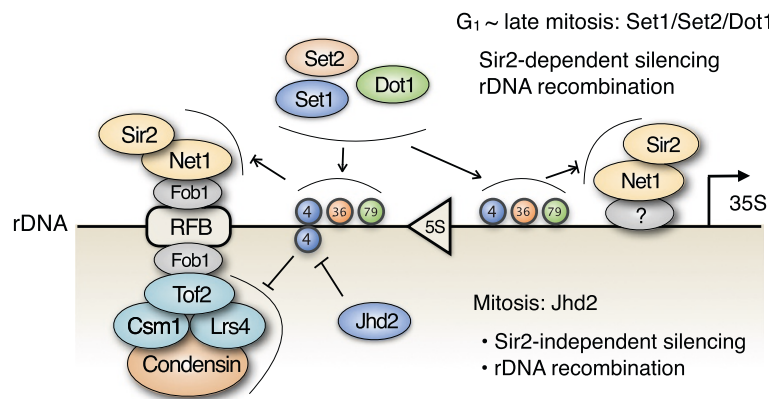 G1 ~ late mitosis: Set1/Set2/Dot1
Sir2-dependent silencing
rDNA recombination
Set2
Set1
Dot1
Sir2
Net1
Fob1
Sir2
Net1
?
4 36 79
4 36 79
rDNA
RFB
5S
35S
4
Fob1
Tof2
Csm1
Lrs4
Condensin
Jhd2
Mitosis: Jhd2
• Sir2-independent silencing
• rDNA recombination